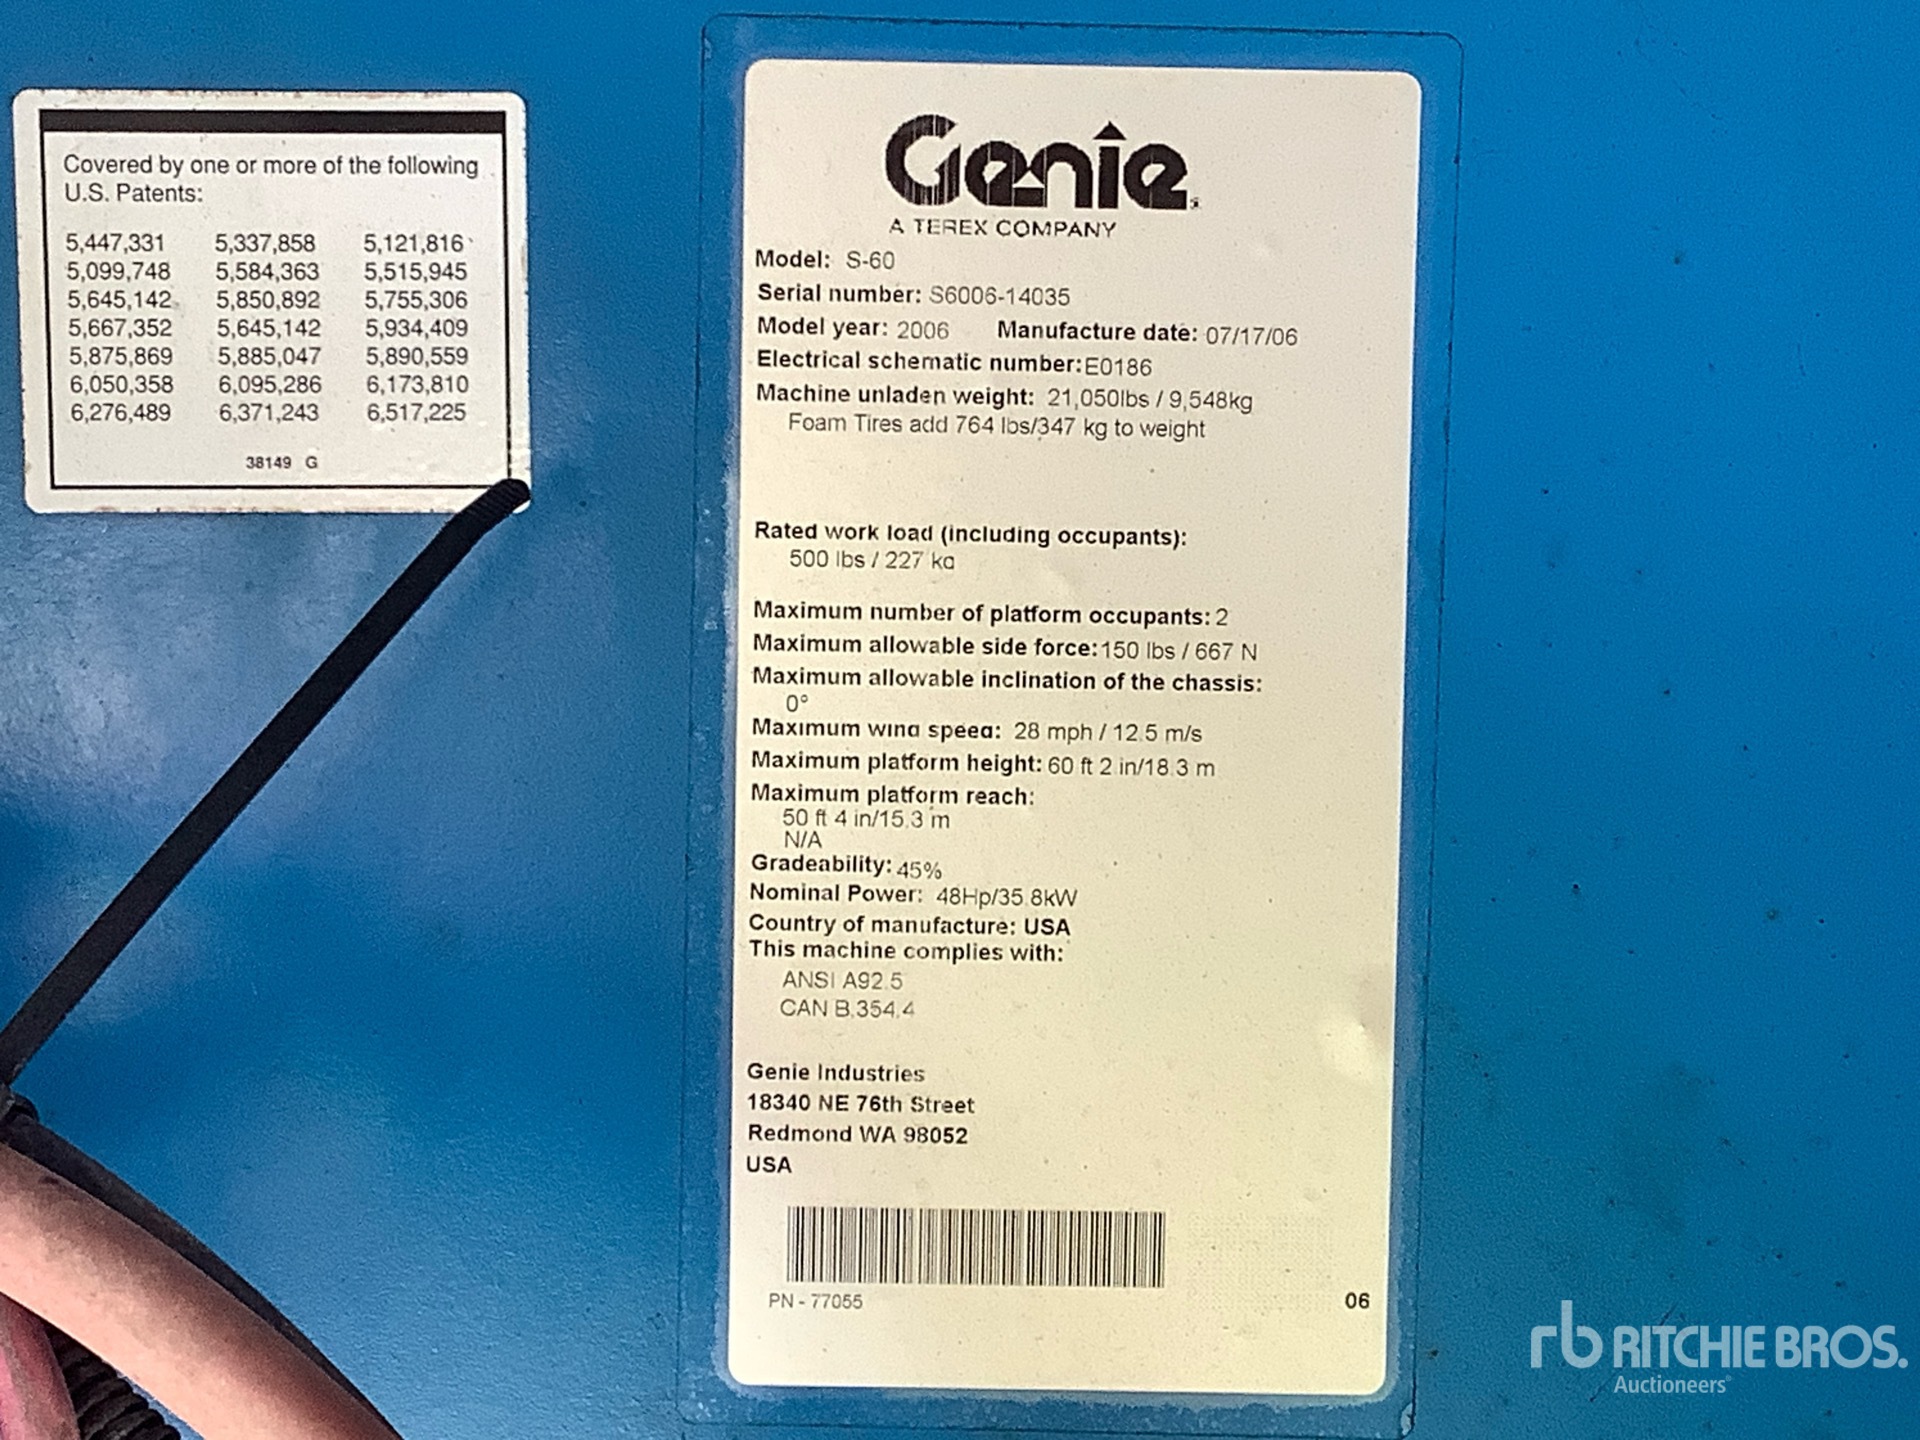 Covered by one or more of the following
U.S. Patents:
5,447,331 5,337,858 5,121,816
5,099,748 5,584,363 5,515,945
5,645,142 5,850,892 5,755,306
5,667,352 5,645,142 5,934,409
5,875,869 5,885,047 5,890,559
6,050,358 6,095,286 6,173,810
6,276,489 6,371,243 6,517,225
38149 G
Genie
A TEREX COMPANY
Model: S-60
Serial number: S6006-14035
Model year: 2006 Manufacture date: 07/17/06
Electrical schematic number: E0186
Machine unladen weight: 21,050lbs / 9,548kg
Foam Tires add 764 lbs/347 kg to weight
Rated work load (including occupants):
500 lbs / 227 kg
Maximum number of platform occupants: 2
Maximum allowable side force: 150 lbs / 667 N
Maximum allowable inclination of the chassis:
0°
Maximum wind speed: 28 mph / 12.5 m/s
Maximum platform height: 60 ft 2 in/18.3 m
Maximum platform reach:
50 ft 4 in/15.3 m
N/A
Gradeability: 45%
Nominal Power: 48Hp/35.8kW
Country of manufacture: USA
This machine complies with:
ANSI A92.5
CAN B.354.4
Genie Industries
18340 NE 76th Street
Redmond WA 98052
USA
PN - 77055 06
rb RITCHIE BROS.
Auctioneers